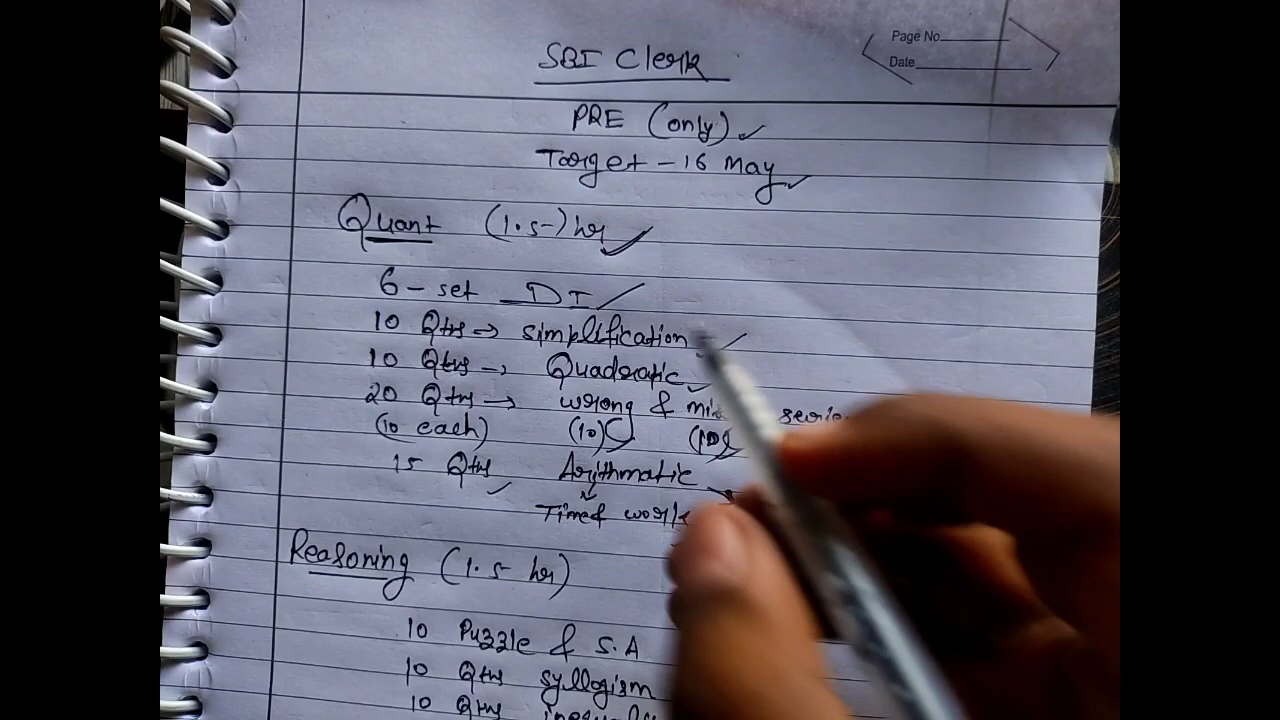 Page No.
Date
SBI Clerk
PRE (only)
Target - 16 May
Quant (1.5) hr
6 - set DI
10 Qtns → simplification
10 Qtns → Quadratic
20 Qtns → wrong &
(10 each) (10) (10)
15 Qtns Arithmatic
Time & work
Reasoning (1.5 hr)
10 Puzzle & S.A
10 Qtns syllogism
10 Qtns